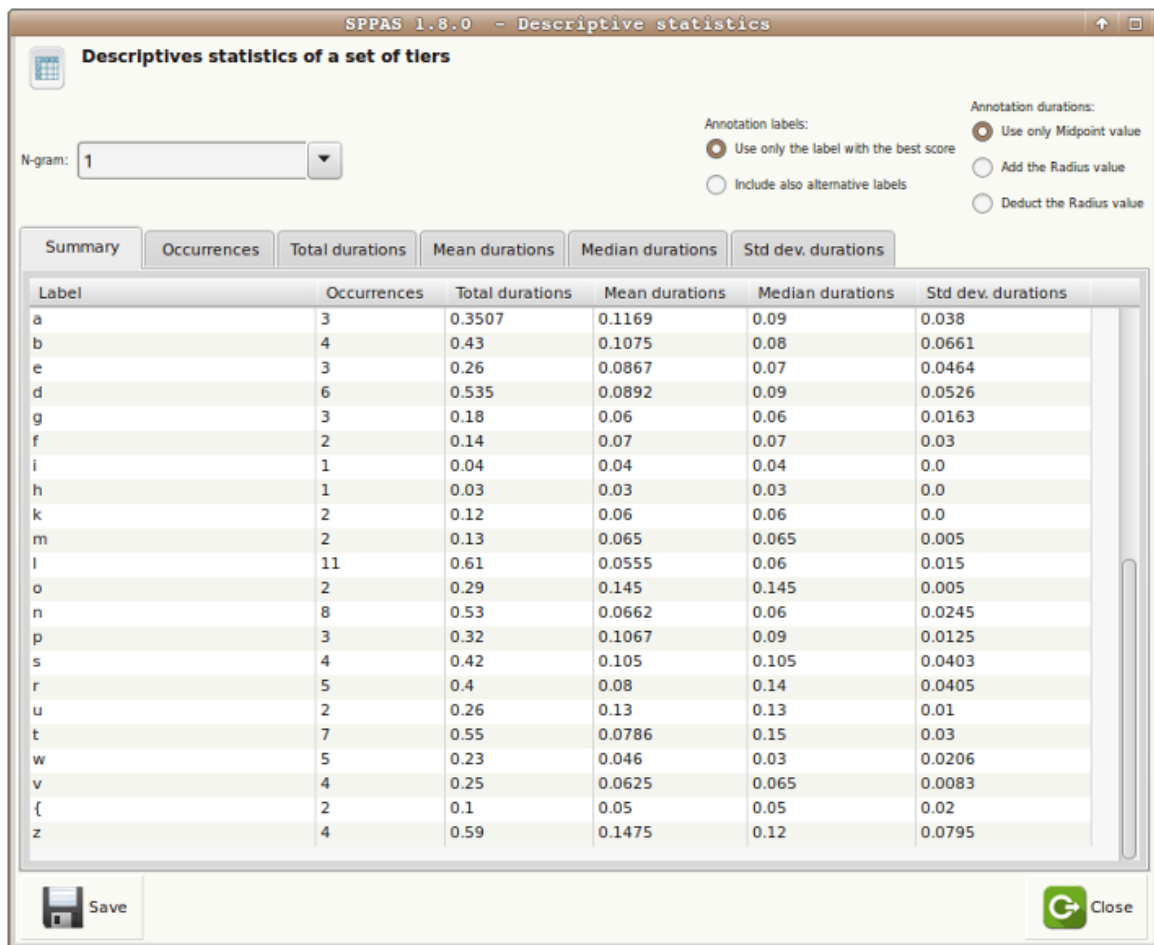 SPPAS 1.8.0 - Descriptive statistics
Descriptives statistics of a set of tiers
N-gram: 1
Annotation labels:
Use only the label with the best score
Include also alternative labels
Annotation durations:
Use only Midpoint value
Add the Radius value
Deduct the Radius value
Summary Occurrences Total durations Mean durations Median durations Std dev. durations
Label Occurrences Total durations Mean durations Median durations Std dev. durations
a 3 0.3507 0.1169 0.09 0.038
b 4 0.43 0.1075 0.08 0.0661
e 3 0.26 0.0867 0.07 0.0464
d 6 0.535 0.0892 0.09 0.0526
g 3 0.18 0.06 0.06 0.0163
f 2 0.14 0.07 0.07 0.03
i 1 0.04 0.04 0.04 0.0
h 1 0.03 0.03 0.03 0.0
k 2 0.12 0.06 0.06 0.0
m 2 0.13 0.065 0.065 0.005
l 11 0.61 0.0555 0.06 0.015
o 2 0.29 0.145 0.145 0.005
n 8 0.53 0.0662 0.06 0.0245
p 3 0.32 0.1067 0.09 0.0125
s 4 0.42 0.105 0.105 0.0403
r 5 0.4 0.08 0.14 0.0405
u 2 0.26 0.13 0.13 0.01
t 7 0.55 0.0786 0.15 0.03
w 5 0.23 0.046 0.03 0.0206
v 4 0.25 0.0625 0.065 0.0083
{ 2 0.1 0.05 0.05 0.02
z 4 0.59 0.1475 0.12 0.0795
Save
Close